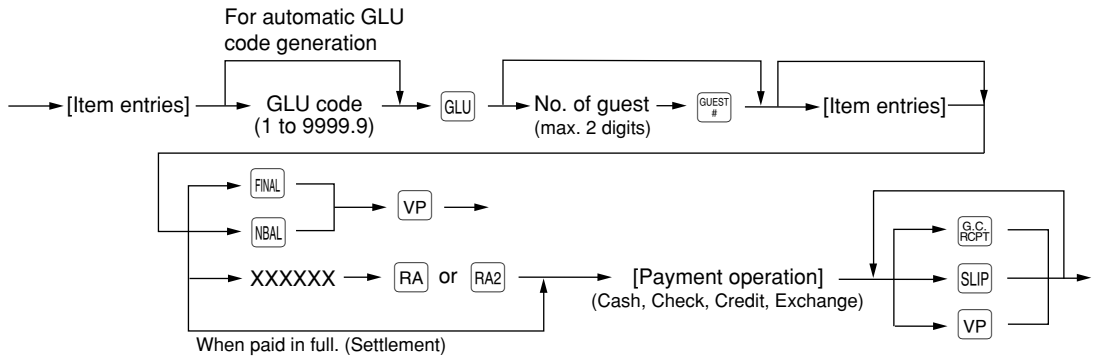 For automatic GLU
code generation
[Item entries]
GLU code
(1 to 9999.9)
GLU
No. of guest
(max. 2 digits)
GUEST
#
[Item entries]
FINAL
VP
NBAL
XXXXXX
RA or RA2
[Payment operation]
(Cash, Check, Credit, Exchange)
G.C.
RCPT
SLIP
VP
When paid in full. (Settlement)